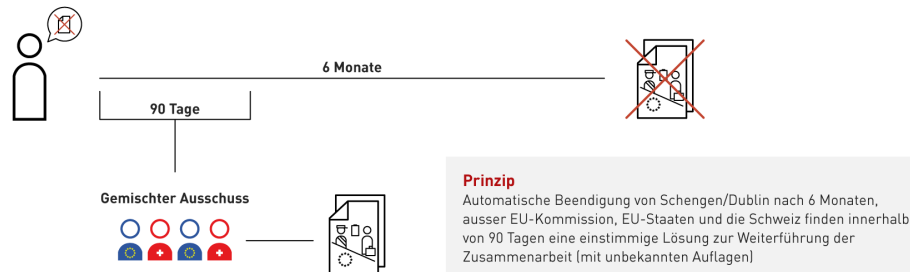 6 Monate
90 Tage
Gemischter Ausschuss
Prinzip
Automatische Beendigung von Schengen/Dublin nach 6 Monaten,
ausser EU-Kommission, EU-Staaten und die Schweiz finden innerhalb
von 90 Tagen eine einstimmige Lösung zur Weiterführung der
Zusammenarbeit (mit unbekannten Auflagen)